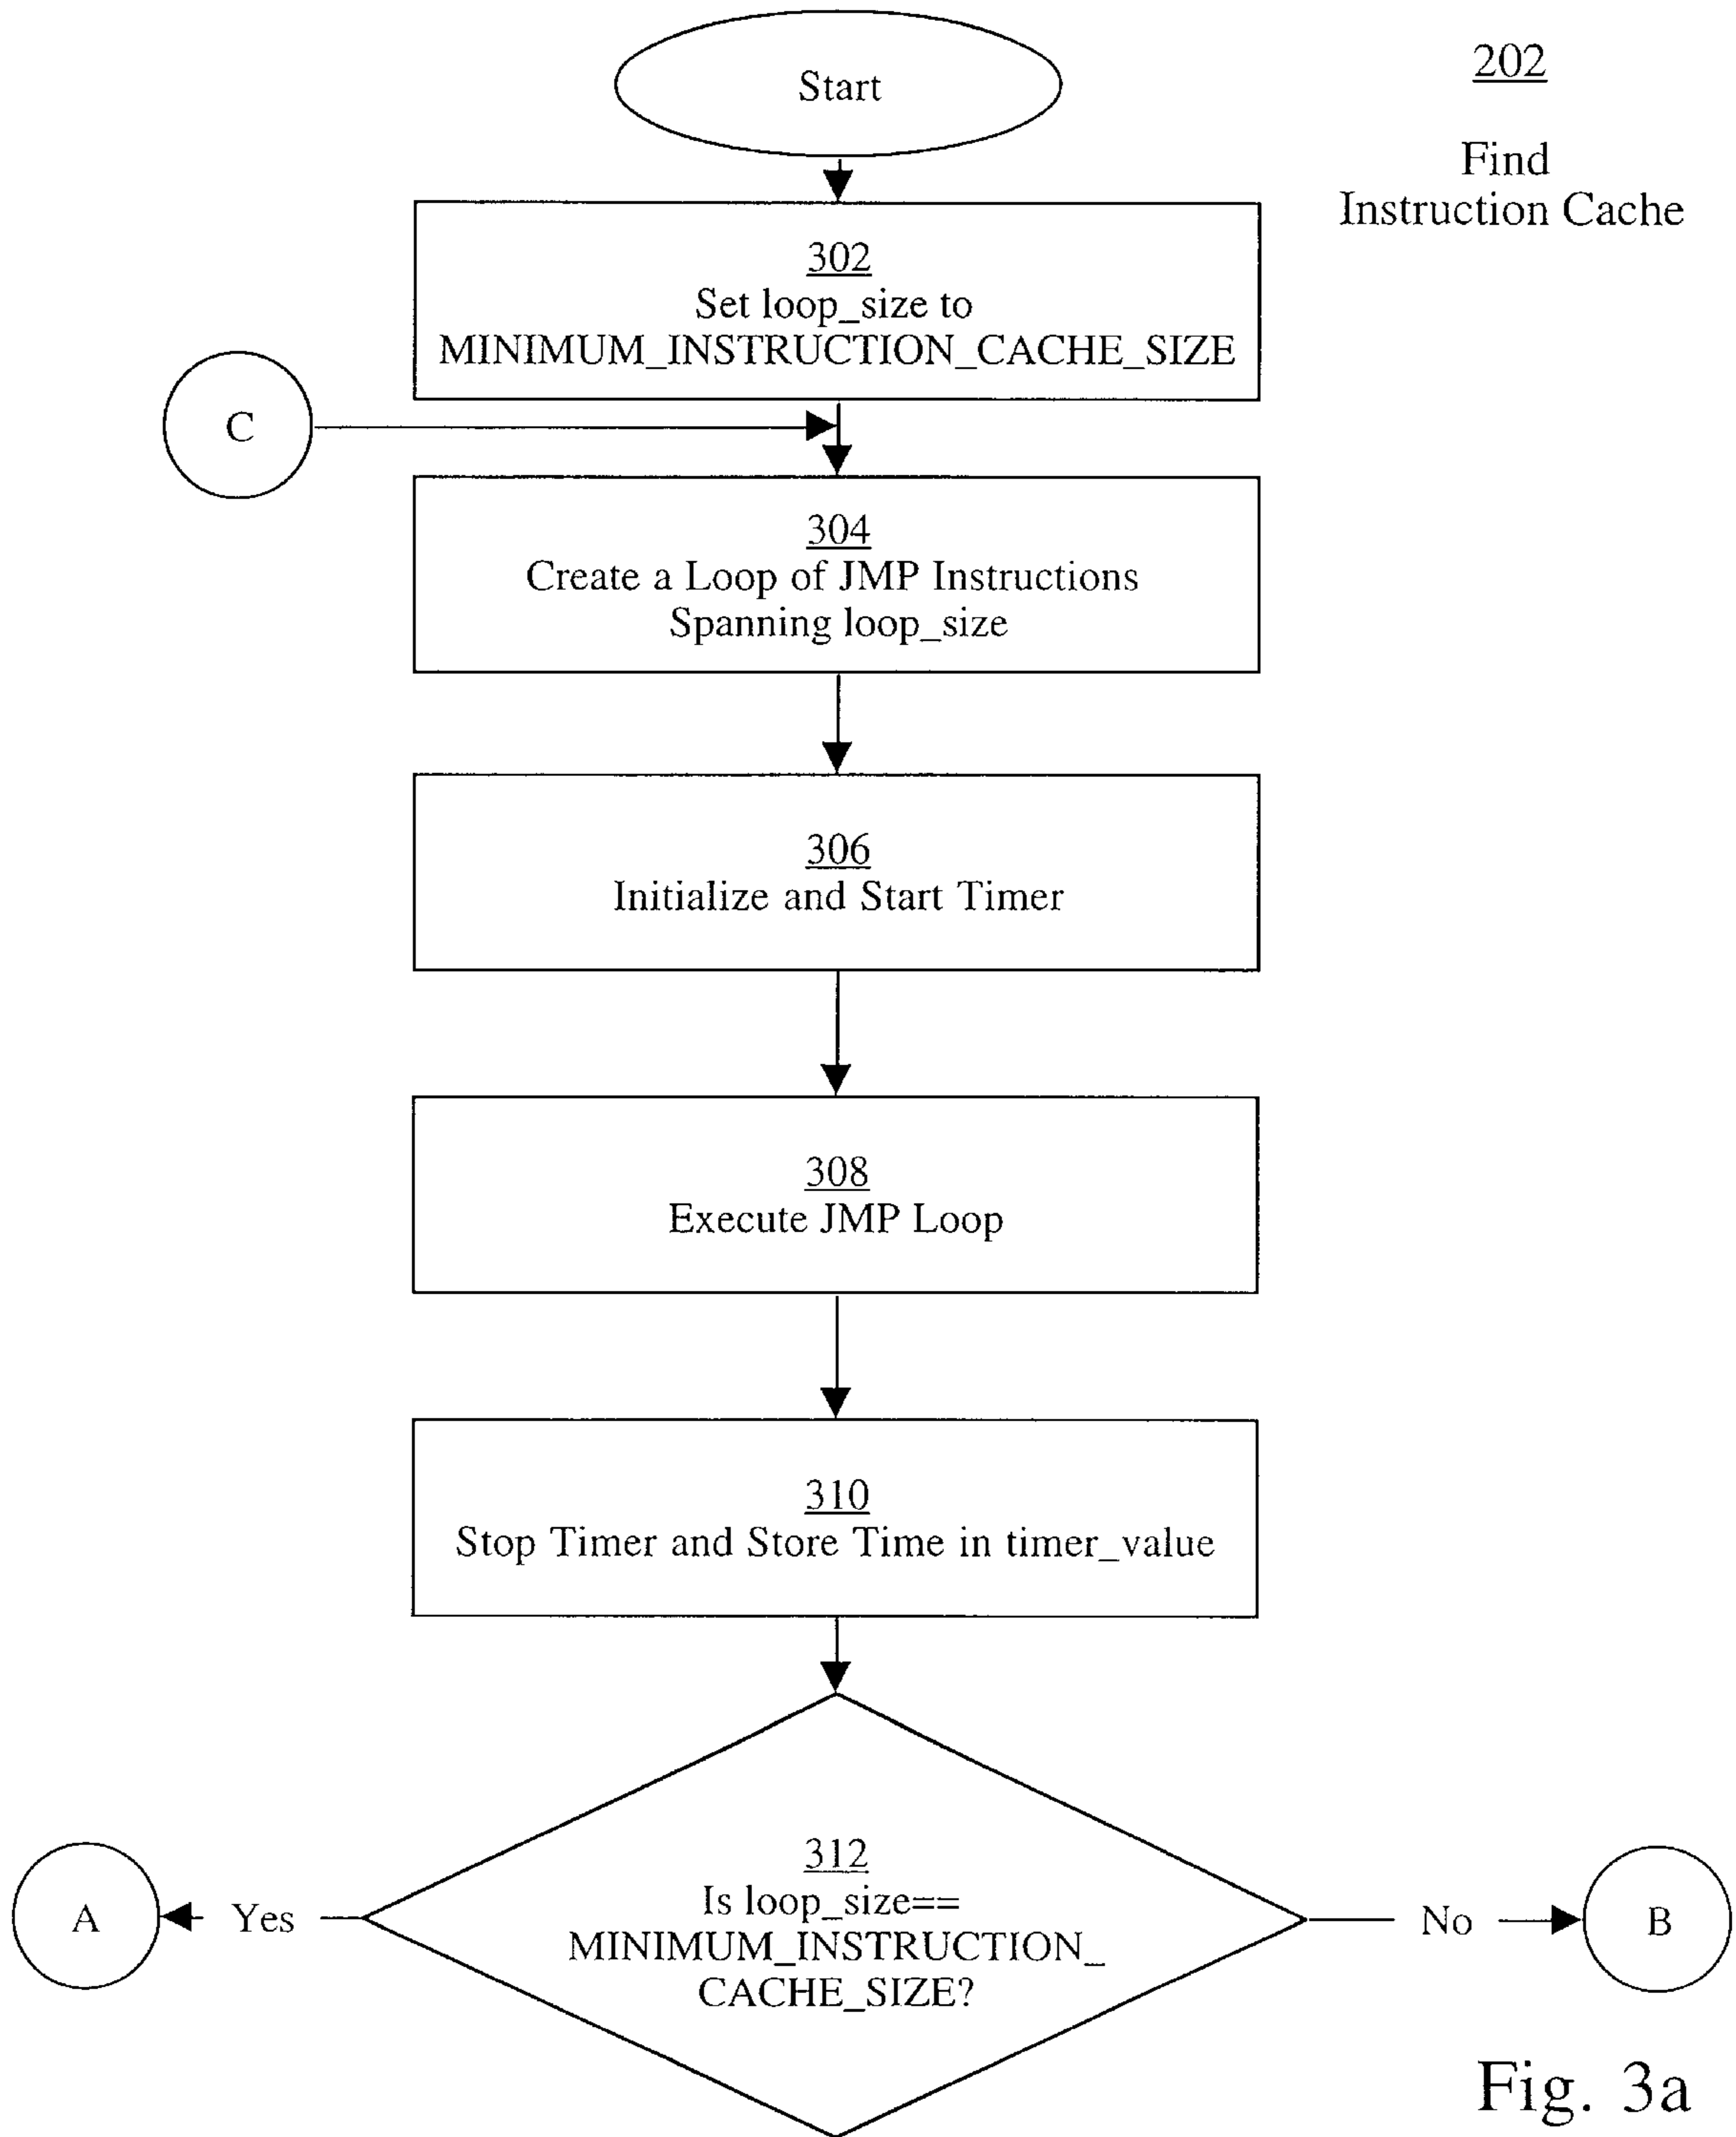 Start
202
Find
Instruction Cache
302
Set loop_size to
MINIMUM_INSTRUCTION_CACHE_SIZE
C
304
Create a Loop of JMP Instructions
Spanning loop_size
306
Initialize and Start Timer
308
Execute JMP Loop
310
Stop Timer and Store Time in timer_value
312
Is loop_size==
MINIMUM_INSTRUCTION_
CACHE_SIZE?
A
Yes
No
B
Fig. 3a